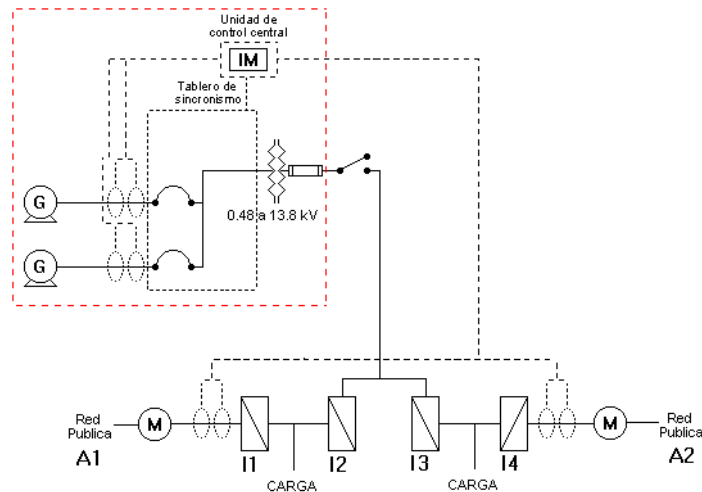 Unidad de
control central
IM
Tablero de
sincronismo
G
0.48 a 13.8 kV
G
Red
Publica
A1
M
I1
I2
I3
I4
M
Red
Publica
A2
CARGA
CARGA